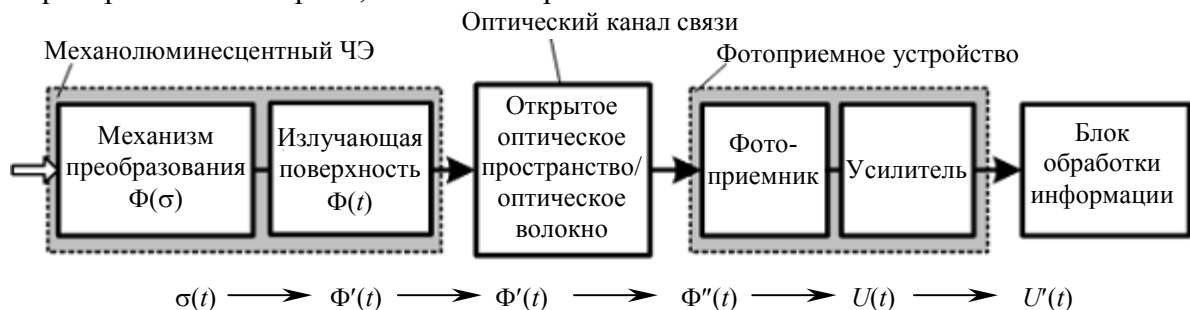 Оптический канал связи
Механолюминесцентный ЧЭ
Фотоприемное устройство
Механизм
преобразования
Φ(σ)
Излучающая
поверхность
Φ(t)
Открытое
оптическое
пространство/
оптическое
волокно
Фото-
приемник
Усилитель
Блок
обработки
информации
σ(t) → Φ′(t) → Φ′(t) → Φ″(t) → U(t) → U′(t)